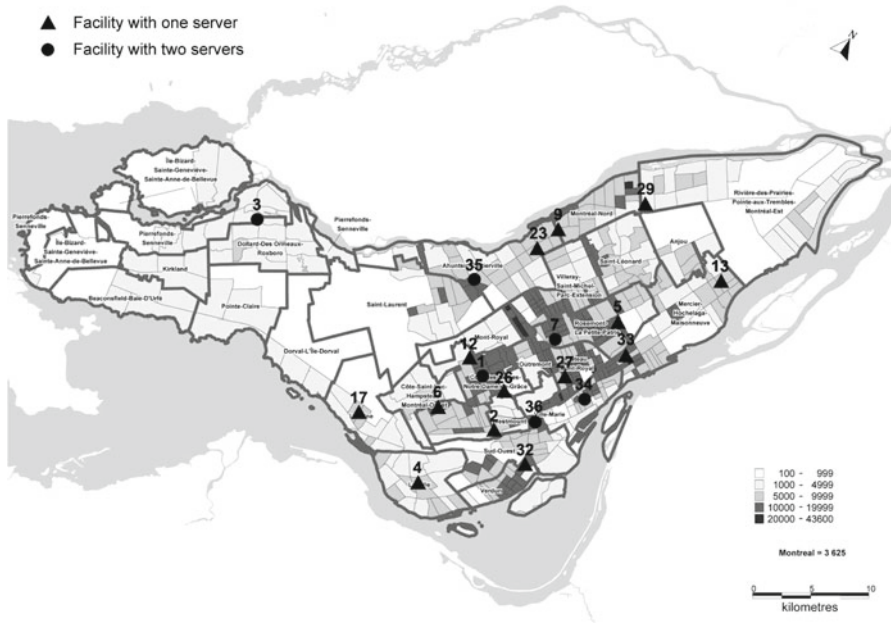 Facility with one server
Facility with two servers
N
Île-Bizard-
Sainte-Geneviève-
Sainte-Anne-de-Bellevue
Pierrefonds-
Senneville
3
Pierrefonds-
Senneville
Pierrefonds-
Senneville
Île-Bizard-
Sainte-Geneviève-
Sainte-Anne-de-Bellevue
Dollard-Des Ormeaux-
Roxboro
Kirkland
Beaconsfield-Baie-D'Urfé
Pointe-Claire
Dorval-L'Île-Dorval
Saint-Laurent
35
23
9
Montréal-Nord
29
Rivière-des-Prairies-
Pointe-aux-Trembles-
Montréal-Est
Anjou
Saint-Léonard
13
Villeray-
Saint-Michel-
Parc-Extension
Mercier-
Hochelaga-
Maisonneuve
5
Rosemont
La Petite-Patrie
7
33
Mont-Royal
12
1
Outremont
27
26
Notre-Dame-de-Grâce
34
Côte-Saint-Luc-
Hampstead-
Montréal-Ouest
6
17
36
2
Westmount
Sud-Ouest
32
4
Verdun
100 - 999
1000 - 4999
5000 - 9999
10000 - 19999
20000 - 43600
Montreal = 3 625
0 5 10
kilometres